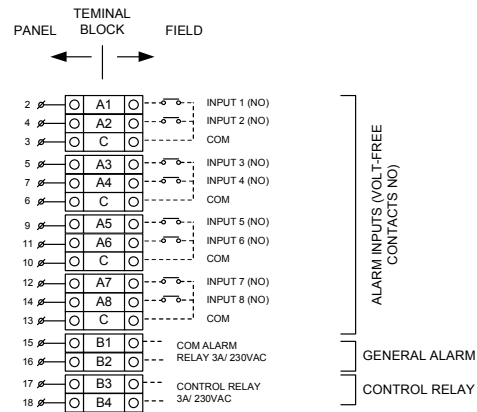 PANEL TEMINAL BLOCK FIELD
2 A1 INPUT 1 (NO)
4 A2 INPUT 2 (NO)
3 C COM
5 A3 INPUT 3 (NO)
7 A4 INPUT 4 (NO)
6 C COM
9 A5 INPUT 5 (NO)
11 A6 INPUT 6 (NO)
10 C COM
12 A7 INPUT 7 (NO)
14 A8 INPUT 8 (NO)
13 C COM
ALARM INPUTS (VOLT-FREE
CONTACTS NO)
15 B1 COM ALARM
16 B2 RELAY 3A/ 230VAC
GENERAL ALARM
17 B3 CONTROL RELAY
18 B4 3A/ 230VAC
CONTROL RELAY